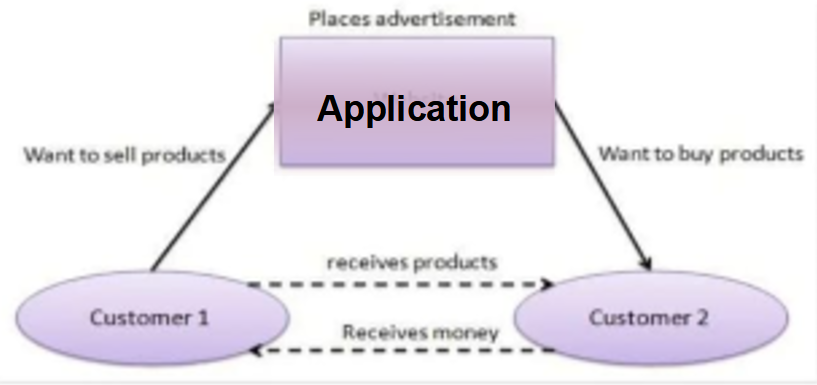 Places advertisement
Application
Want to sell products
Want to buy products
receives products
Customer 1
Customer 2
Receives money